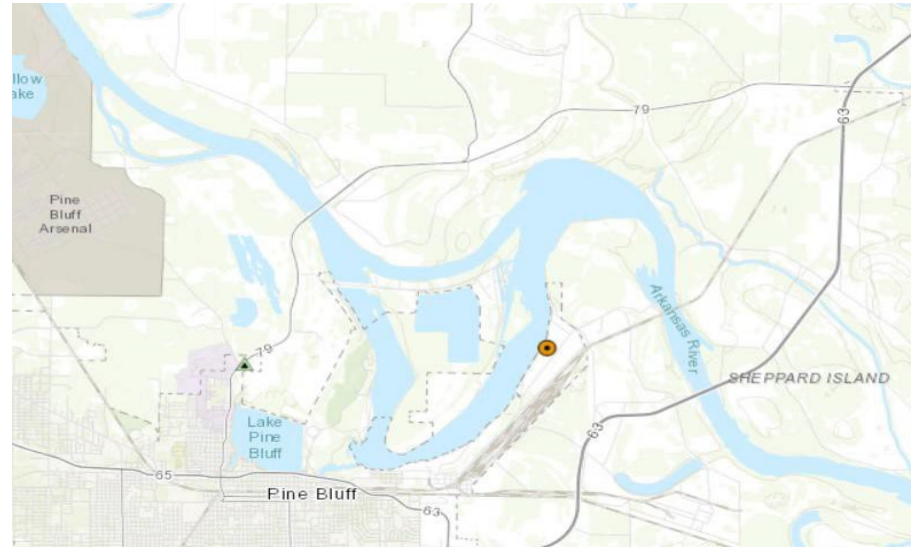 79
63
llow
ake
Pine
Bluff
Arsenal
Arkansas River
79
SHEPPARD ISLAND
Lake
Pine
Bluff
63
65
Pine Bluff
63